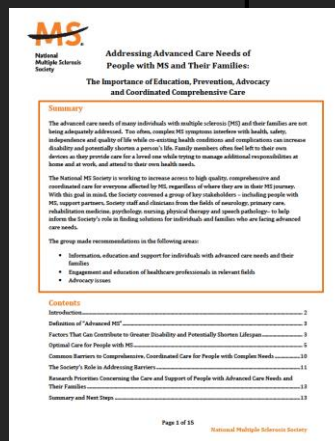 MS.
National
Multiple Sclerosis
Society
Addressing Advanced Care Needs of
People with MS and Their Families:
The Importance of Education, Prevention, Advocacy
and Coordinated Comprehensive Care
Summary
The advanced care needs of many individuals with multiple sclerosis (MS) and their families are not
being adequately addressed. Too often, complex MS symptoms interfere with health, safety,
independence and quality of life while co-existing health conditions and complications can increase
disability and potentially shorten a person's life. Family members often feel left to their own
devices as they provide care for a loved one while trying to manage additional responsibilities at
home and at work, and attend to their own health needs.
The National MS Society is working to increase access to high quality, comprehensive and
coordinated care for everyone affected by MS, regardless of where they are in their MS journey.
With this goal in mind, the Society convened a group of key stakeholders – including people with
MS, support partners, Society staff and clinicians from the fields of neurology, primary care,
rehabilitation medicine, psychology, nursing, physical therapy and speech pathology– to help
inform the Society's role in finding solutions for individuals and families who are facing advanced
care needs.
The group made recommendations in the following areas:
• Information, education and support for individuals with advanced care needs and their
families
• Engagement and education of healthcare professionals in relevant fields
• Advocacy issues
Contents
Introduction 2
Definition of "Advanced MS" 3
Factors That Can Contribute to Greater Disability and Potentially Shorten Lifespan 3
Optimal Care for People with MS 5
Common Barriers to Comprehensive, Coordinated Care for People with Complex Needs 10
The Society's Role in Addressing Barriers 11
Research Priorities Concerning the Care and Support of People with Advanced Care Needs and
Their Families 13
Summary and Next Steps 13
Page 1 of 15
National Multiple Sclerosis Society